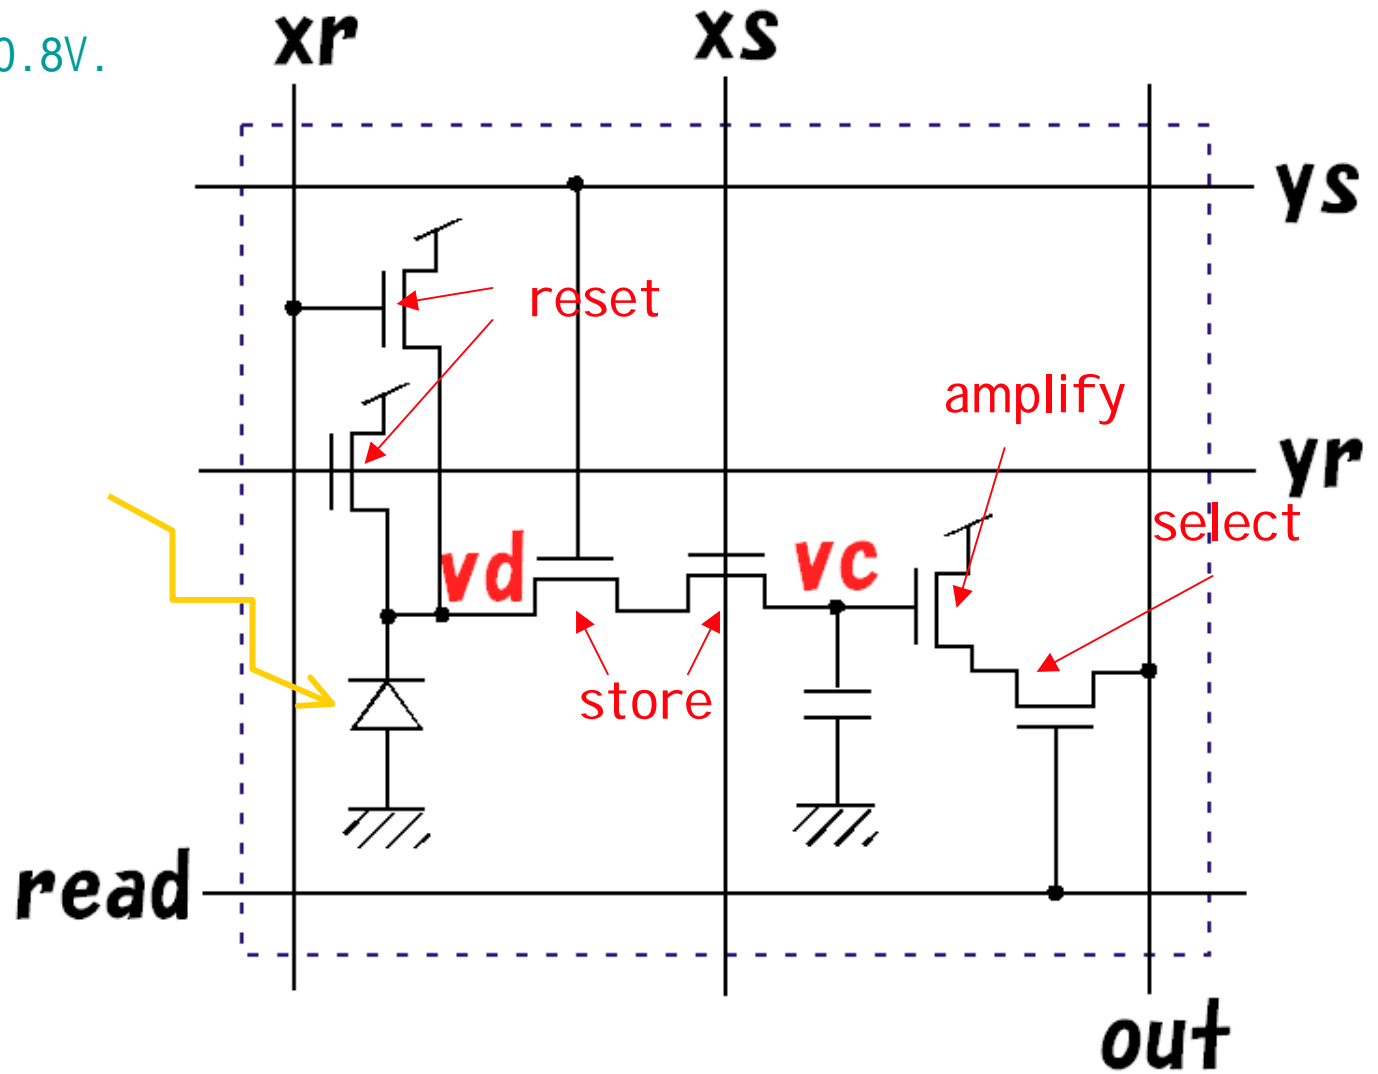 0.8V.
xr
xs
ys
reset
amplify
yr
select
vd
vc
store
read
out